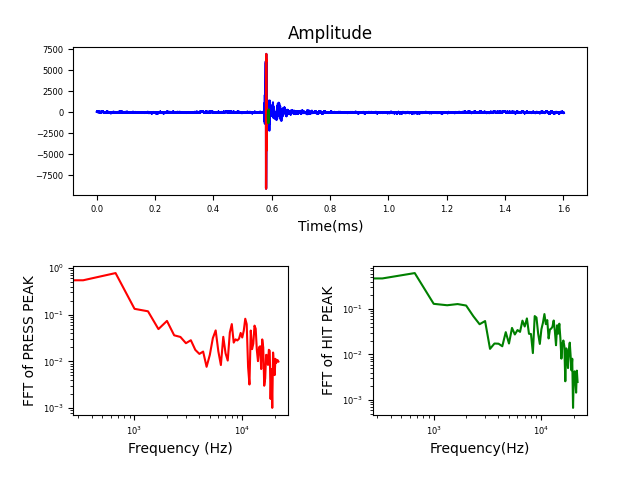 Amplitude
7500
5000
2500
0
−2500
−5000
−7500
0.0 0.2 0.4 0.6 0.8 1.0 1.2 1.4 1.6
Time(ms)
FFT of PRESS PEAK
10⁰
10⁻¹
10⁻²
10⁻³
10³ 10⁴
Frequency (Hz)
FFT of HIT PEAK
10⁻¹
10⁻²
10⁻³
10³ 10⁴
Frequency(Hz)